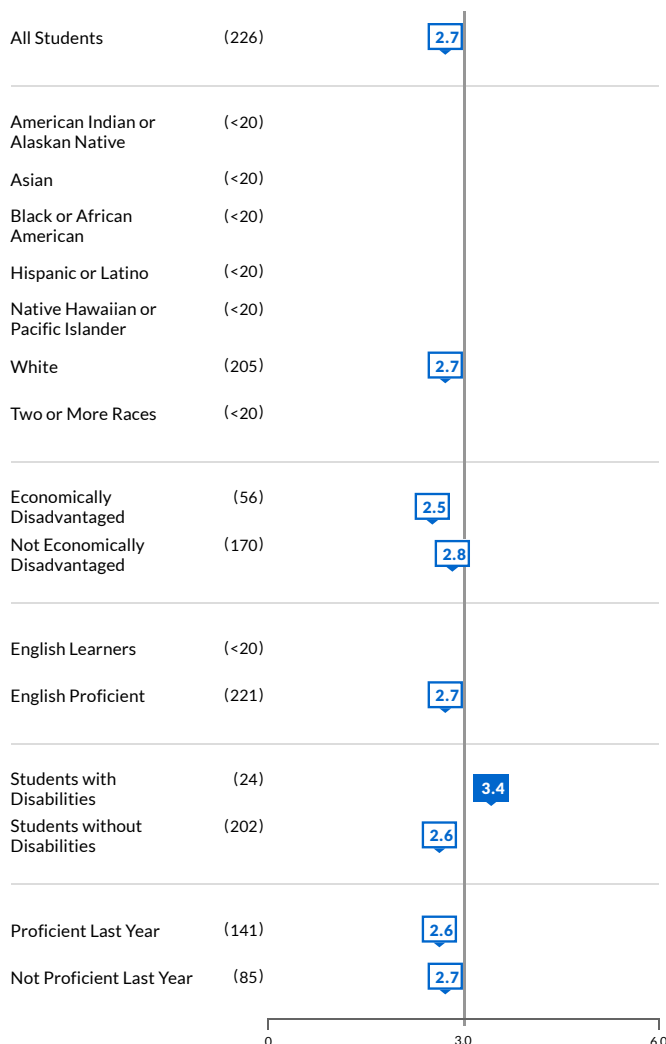 All Students (226) 2.7
American Indian or (<20)
Alaskan Native
Asian (<20)
Black or African (<20)
American
Hispanic or Latino (<20)
Native Hawaiian or (<20)
Pacific Islander
White (205) 2.7
Two or More Races (<20)
Economically (56) 2.5
Disadvantaged
Not Economically (170) 2.8
Disadvantaged
English Learners (<20)
English Proficient (221) 2.7
Students with (24) 3.4
Disabilities
Students without (202) 2.6
Disabilities
Proficient Last Year (141) 2.6
Not Proficient Last Year (85) 2.7
0 3.0 6.0